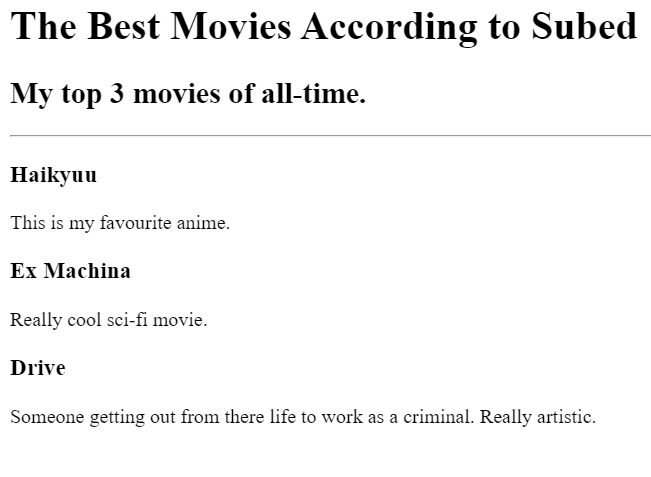 The Best Movies According to Subed
My top 3 movies of all-time.
Haikyuu
This is my favourite anime.
Ex Machina
Really cool sci-fi movie.
Drive
Someone getting out from there life to work as a criminal. Really artistic.